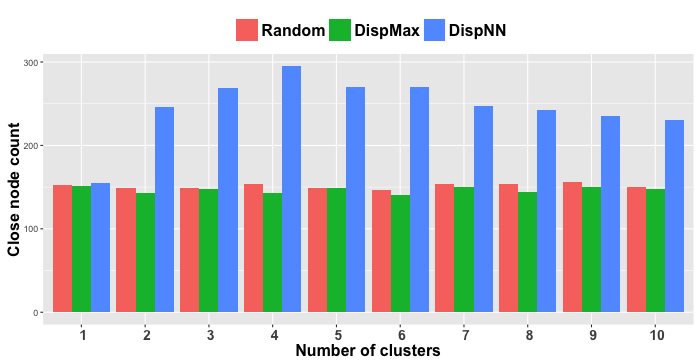 Random DispMax DispNN
300
200
100
0
Close node count
1 2 3 4 5 6 7 8 9 10
Number of clusters